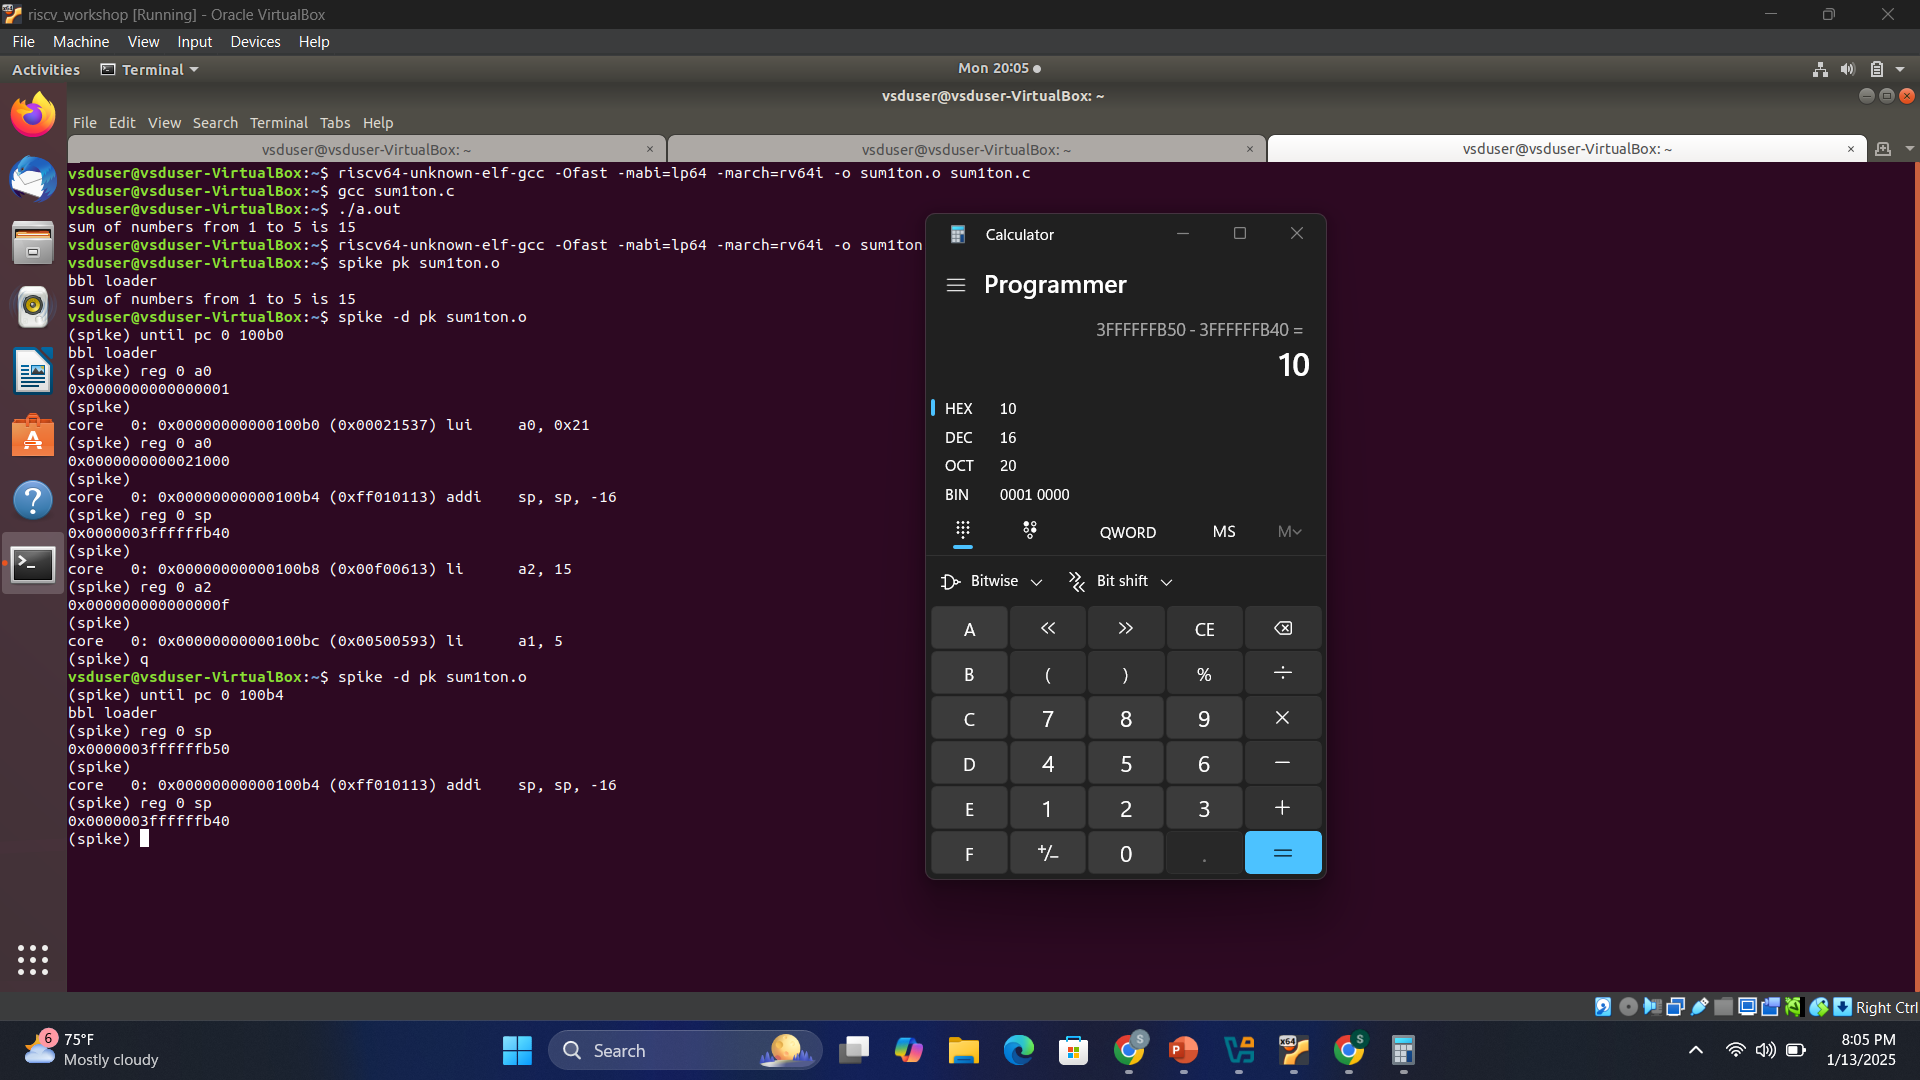 riscv_workshop [Running] - Oracle VirtualBox
File Machine View Input Devices Help
Activities Terminal Mon 20:05
vsduser@vsduser-VirtualBox: ~
File Edit View Search Terminal Tabs Help
vsduser@vsduser-VirtualBox: ~ × vsduser@vsduser-VirtualBox: ~ × vsduser@vsduser-VirtualBox: ~ ×
vsduser@vsduser-VirtualBox:~$ riscv64-unknown-elf-gcc -Ofast -mabi=lp64 -march=rv64i -o sum1ton.o sum1ton.c
vsduser@vsduser-VirtualBox:~$ gcc sum1ton.c
vsduser@vsduser-VirtualBox:~$ ./a.out
sum of numbers from 1 to 5 is 15
vsduser@vsduser-VirtualBox:~$ riscv64-unknown-elf-gcc -Ofast -mabi=lp64 -march=rv64i -o sum1ton
vsduser@vsduser-VirtualBox:~$ spike pk sum1ton.o
bbl loader
sum of numbers from 1 to 5 is 15
vsduser@vsduser-VirtualBox:~$ spike -d pk sum1ton.o
(spike) until pc 0 100b0
bbl loader
(spike) reg 0 a0
0x0000000000000001
(spike)
core   0: 0x00000000000100b0 (0x00021537) lui     a0, 0x21
(spike) reg 0 a0
0x0000000000021000
(spike)
core   0: 0x00000000000100b4 (0xff010113) addi    sp, sp, -16
(spike) reg 0 sp
0x0000003ffffffb40
(spike)
core   0: 0x00000000000100b8 (0x00f00613) li      a2, 15
(spike) reg 0 a2
0x000000000000000f
(spike)
core   0: 0x00000000000100bc (0x00500593) li      a1, 5
(spike) q
vsduser@vsduser-VirtualBox:~$ spike -d pk sum1ton.o
(spike) until pc 0 100b4
bbl loader
(spike) reg 0 sp
0x0000003ffffffb50
(spike)
core   0: 0x00000000000100b4 (0xff010113) addi    sp, sp, -16
(spike) reg 0 sp
0x0000003ffffffb40
(spike)
Calculator
Programmer
3FFFFFFB50 - 3FFFFFFB40 =
10
HEX 10
DEC 16
OCT 20
BIN 0001 0000
QWORD MS M
Bitwise Bit shift
A « » CE
B ( ) % ÷
C 7 8 9 ×
D 4 5 6 −
E 1 2 3 +
F +/− 0 . =
Right Ctrl
6 75°F
Mostly cloudy
Search
8:05 PM
1/13/2025